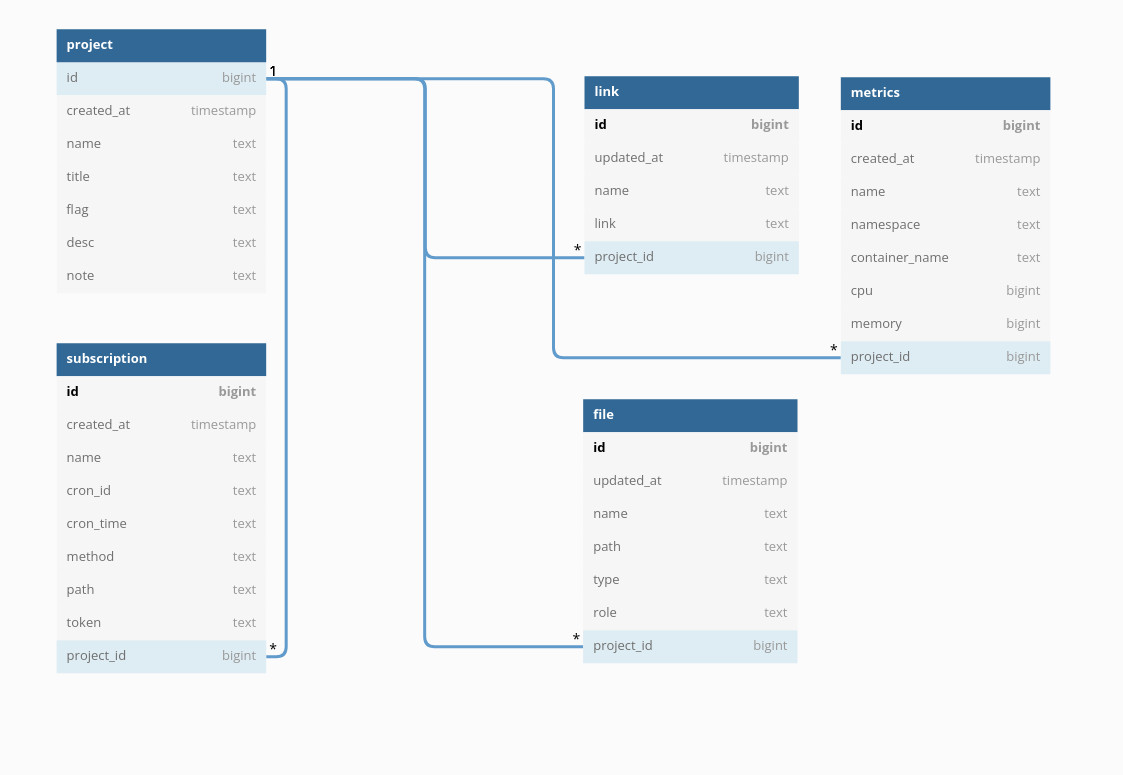 project
id bigint
created_at timestamp
name text
title text
flag text
desc text
note text
1
subscription
id bigint
created_at timestamp
name text
cron_id text
cron_time text
method text
path text
token text
project_id bigint
*
link
id bigint
updated_at timestamp
name text
link text
* project_id bigint
file
id bigint
updated_at timestamp
name text
path text
type text
role text
* project_id bigint
metrics
id bigint
created_at timestamp
name text
namespace text
container_name text
cpu bigint
memory bigint
* project_id bigint